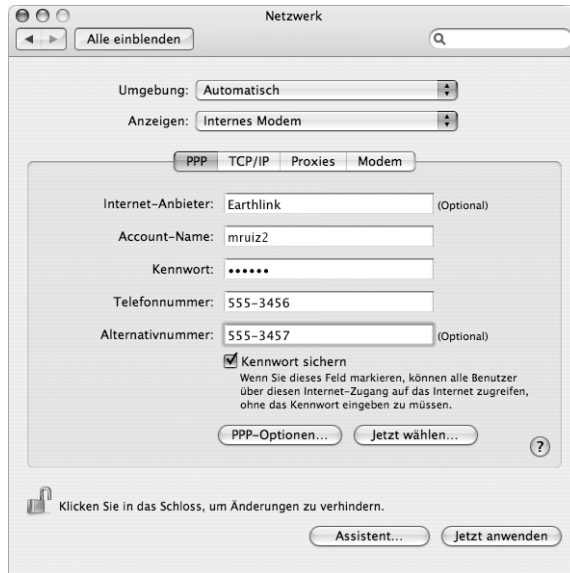 Netzwerk
Alle einblenden
Umgebung: Automatisch
Anzeigen: Internes Modem
PPP TCP/IP Proxies Modem
Internet-Anbieter: Earthlink (Optional)
Account-Name: mruiz2
Kennwort: ••••••
Telefonnummer: 555-3456
Alternativnummer: 555-3457 (Optional)
Kennwort sichern
Wenn Sie dieses Feld markieren, können alle Benutzer
über diesen Internet-Zugang auf das Internet zugreifen,
ohne das Kennwort eingeben zu müssen.
PPP-Optionen... Jetzt wählen... ?
Klicken Sie in das Schloss, um Änderungen zu verhindern.
Assistent... Jetzt anwenden